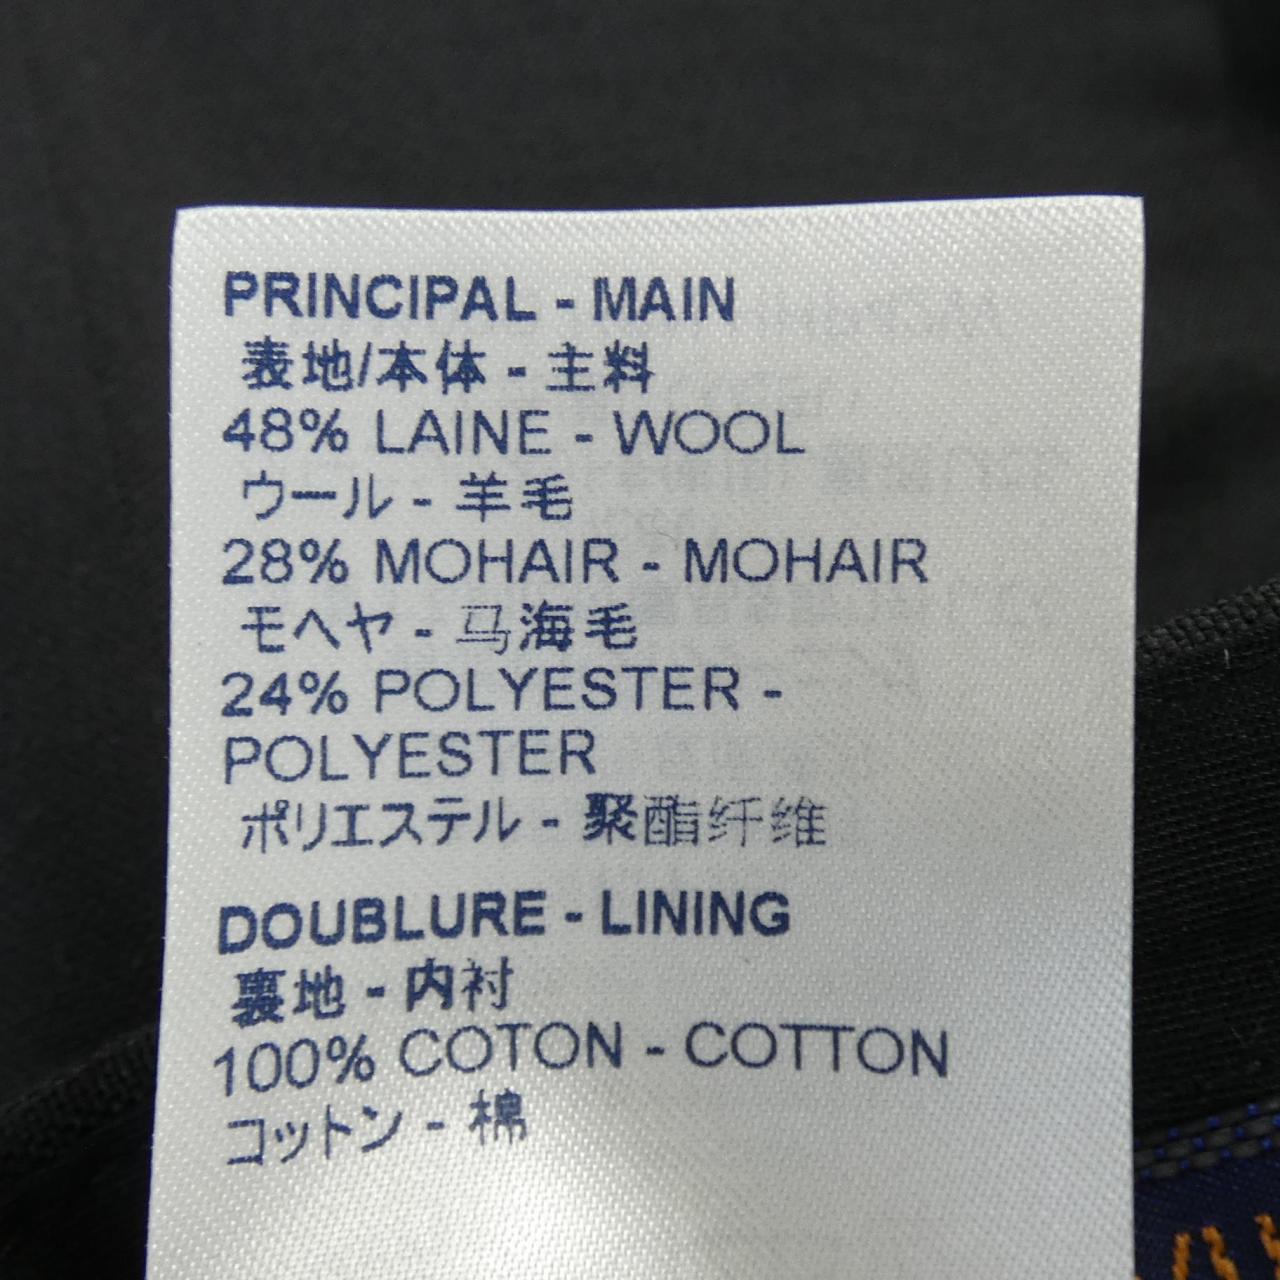 PRINCIPAL - MAIN
表地/本体 - 主料
48% LAINE - WOOL
ウール - 羊毛
28% MOHAIR - MOHAIR
モヘヤ - 马海毛
24% POLYESTER -
POLYESTER
ポリエステル - 聚酯纤维
DOUBLURE - LINING
裏地 - 内衬
100% COTON - COTTON
コットン - 棉